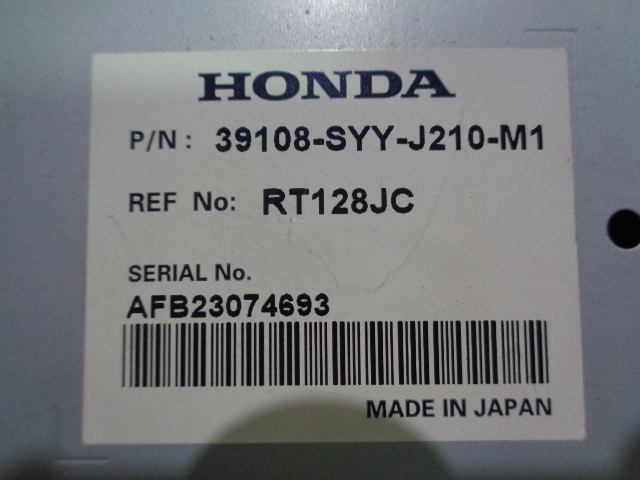 HONDA
P/N: 39108-SYY-J210-M1
REF No: RT128JC
SERIAL No.
AFB23074693
MADE IN JAPAN